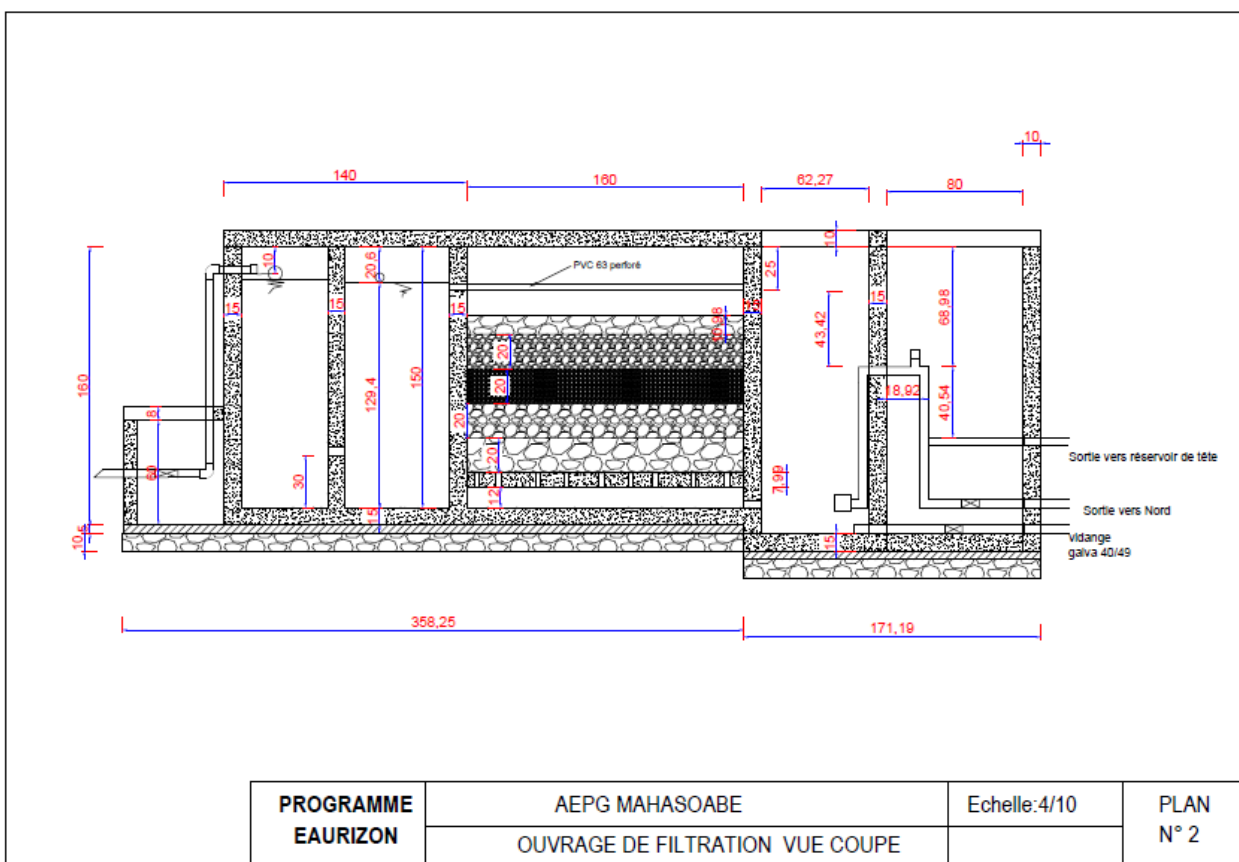 10
140
160
62,27
80
10
10
20,6
PVC 63 perforé
25
15
15
15
15
15
43,42
68,98
160
129,4
150
20
20
20
20
18,92
40,54
8
60
30
12
7,99
Sortie vers réservoir de tête
Sortie vers Nord
15
15
vidange
galva 40/49
358,25
171,19
PROGRAMME
EAURIZON
AEPG MAHASOABE
Echelle:4/10
PLAN
N° 2
OUVRAGE DE FILTRATION VUE COUPE